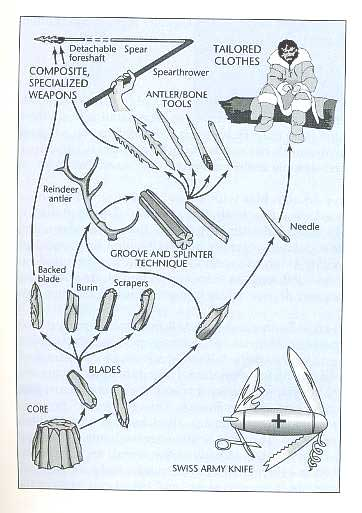 Detachable
foreshaft
Spear
COMPOSITE,
SPECIALIZED
WEAPONS
Spearthrower
TAILORED
CLOTHES
ANTLER/BONE
TOOLS
Reindeer
antler
GROOVE AND SPLINTER
TECHNIQUE
Needle
Backed
blade
Burin
Scrapers
BLADES
CORE
SWISS ARMY KNIFE